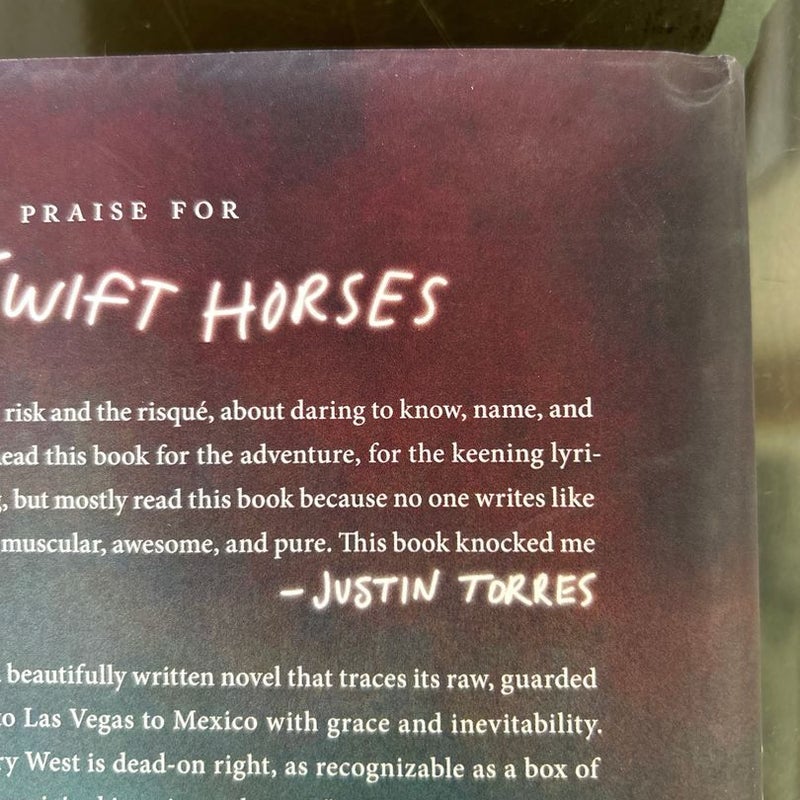 PRAISE FOR
SWIFT HORSES
risk and the risqué, about daring to know, name, and
ead this book for the adventure, for the keening lyri-
, but mostly read this book because no one writes like
muscular, awesome, and pure. This book knocked me
–JUSTIN TORRES
beautifully written novel that traces its raw, guarded
to Las Vegas to Mexico with grace and inevitability.
ry West is dead-on right, as recognizable as a box of